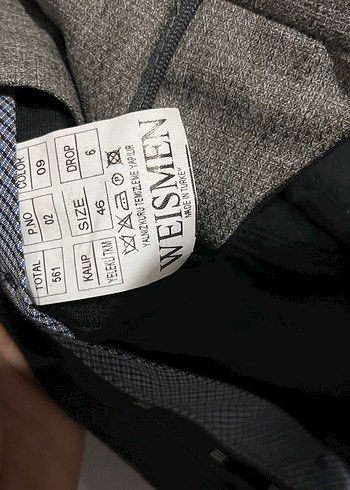 WEISMEN
MADE IN TURKEY
YALNIZ KURU TEMİZLEME YAPILIR
P
COLOR
09
DROP
6
P.NO
02
SIZE
46
TOTAL
561
KALIP
YELEKLİ TKM